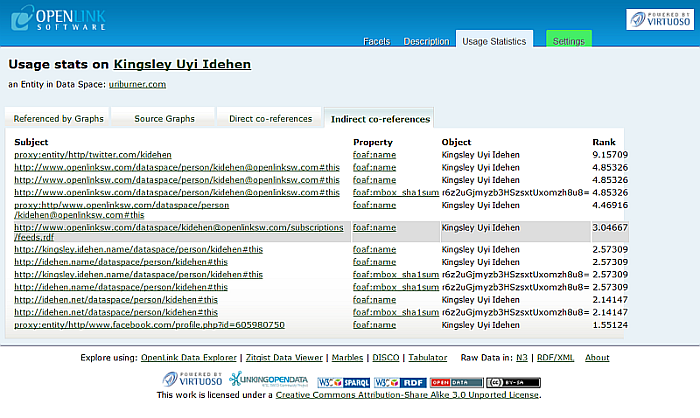 OPENLINK
SOFTWARE
POWERED BY
VIRTUOSO
Facets Description Usage Statistics Settings
Usage stats on Kingsley Uyi Idehen
an Entity in Data Space: uriburner.com
Referenced by Graphs Source Graphs Direct co-references Indirect co-references
Subject Property Object Rank
proxy:entity/http/twitter.com/kidehen foaf:name Kingsley Uyi Idehen 9.15709
http://www.openlinksw.com/dataspace/person/kidehen@openlinksw.com#this foaf:name Kingsley Uyi Idehen 4.85326
http://www.openlinksw.com/dataspace/person/kidehen@openlinksw.com#this foaf:name Kingsley Uyi Idehen 4.85326
http://www.openlinksw.com/dataspace/person/kidehen@openlinksw.com#this foaf:mbox_sha1sum r6z2uGjmyzb3HSzsxtUxomzh8u8= 4.85326
proxy:http/www.openlinksw.com/dataspace/person foaf:name Kingsley Uyi Idehen 4.46916
/kidehen@openlinksw.com#this
http://www.openlinksw.com/dataspace/kidehen@openlinksw.com/subscriptions foaf:name Kingsley Uyi Idehen 3.04667
/feeds.rdf
http://kingsley.idehen.name/dataspace/person/kidehen#this foaf:name Kingsley Uyi Idehen 2.57309
http://idehen.name/dataspace/person/kidehen#this foaf:name Kingsley Uyi Idehen 2.57309
http://kingsley.idehen.name/dataspace/person/kidehen#this foaf:mbox_sha1sum r6z2uGjmyzb3HSzsxtUxomzh8u8= 2.57309
http://idehen.name/dataspace/person/kidehen#this foaf:mbox_sha1sum r6z2uGjmyzb3HSzsxtUxomzh8u8= 2.57309
http://idehen.net/dataspace/person/kidehen#this foaf:name Kingsley Uyi Idehen 2.14147
http://idehen.net/dataspace/person/kidehen#this foaf:mbox_sha1sum r6z2uGjmyzb3HSzsxtUxomzh8u8= 2.14147
proxy:entity/http/www.facebook.com/profile.php?id=605980750 foaf:name Kingsley Uyi Idehen 1.55124
Explore using: OpenLink Data Explorer | Zitgist Data Viewer | Marbles | DISCO | Tabulator Raw Data in: N3 | RDF/XML About
POWERED BY VIRTUOSO LINKINGOPENDATA W3C SPARQL W3C RDF OPEN DATA CC BY-SA
This work is licensed under a Creative Commons Attribution-Share Alike 3.0 Unported License.